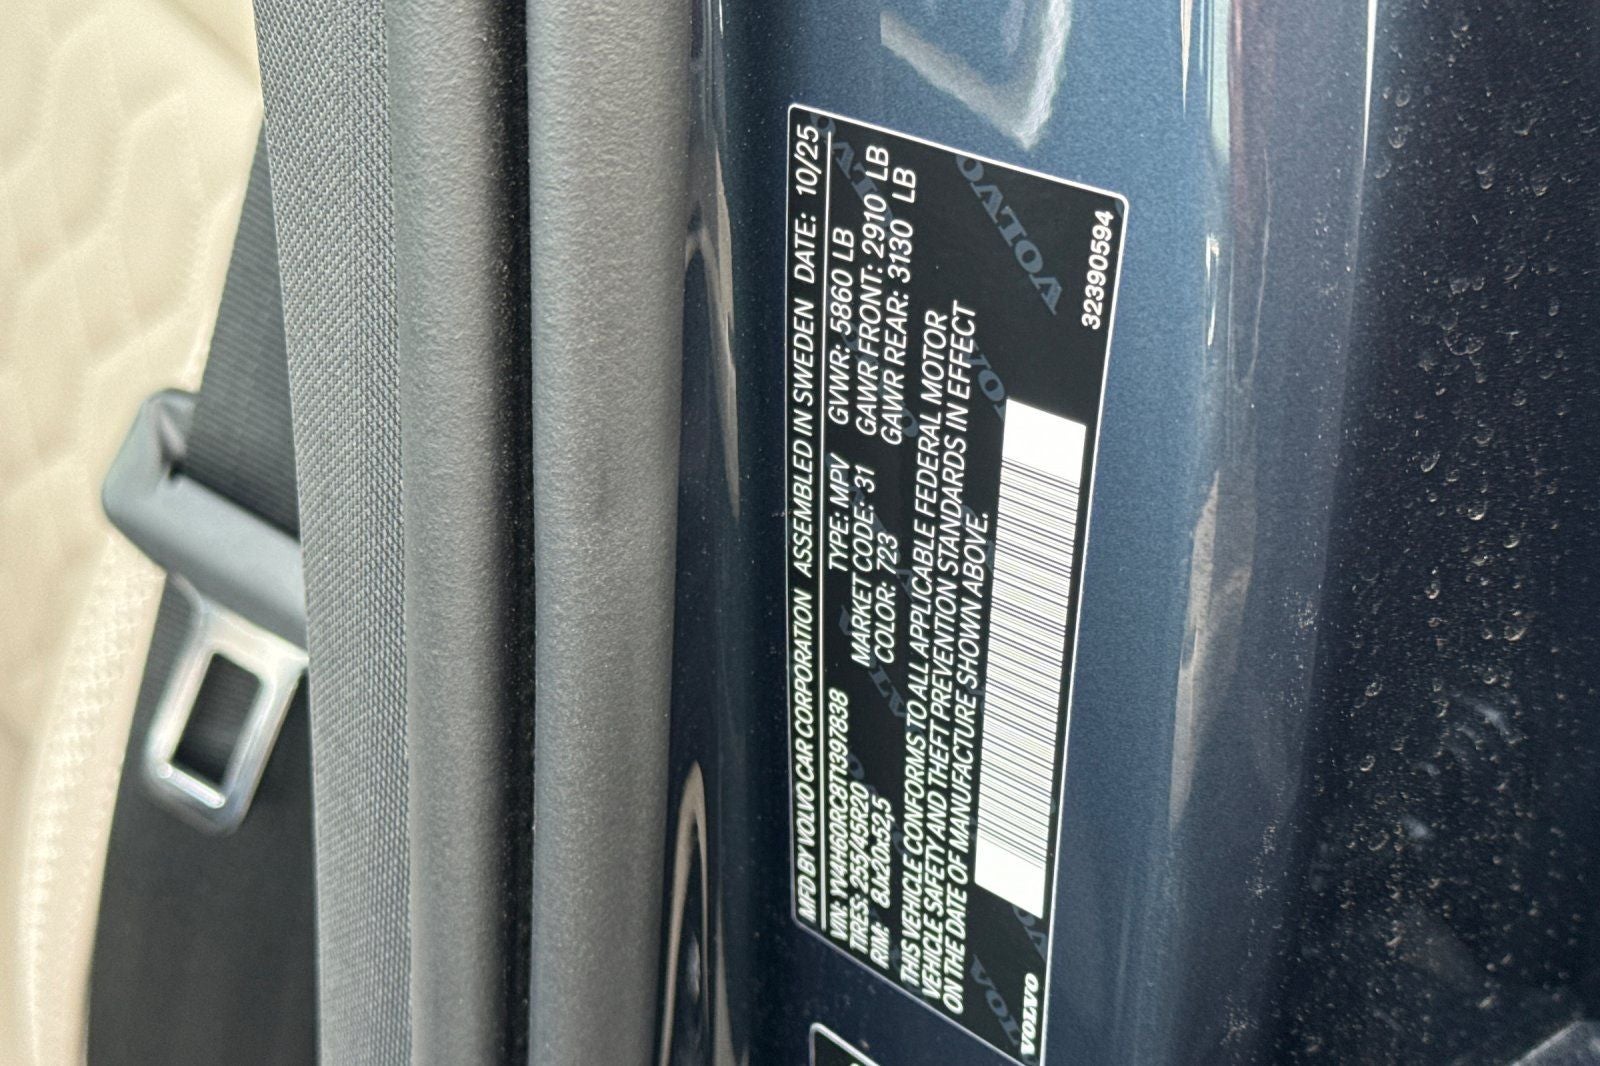 MFD BY VOLVO CAR CORPORATION ASSEMBLED IN SWEDEN DATE: 10/25
VIN: YV4H60RC8T1397838 TYPE: MPV GVWR: 5860 LB
TIRES: 255/45R20 MARKET CODE: 31 GAWR FRONT: 2910 LB
RIM: 8Jx20x52,5 COLOR: 723 GAWR REAR: 3130 LB
THIS VEHICLE CONFORMS TO ALL APPLICABLE FEDERAL MOTOR
VEHICLE SAFETY AND THEFT PREVENTION STANDARDS IN EFFECT
ON THE DATE OF MANUFACTURE SHOWN ABOVE.
VOLVO 32390594